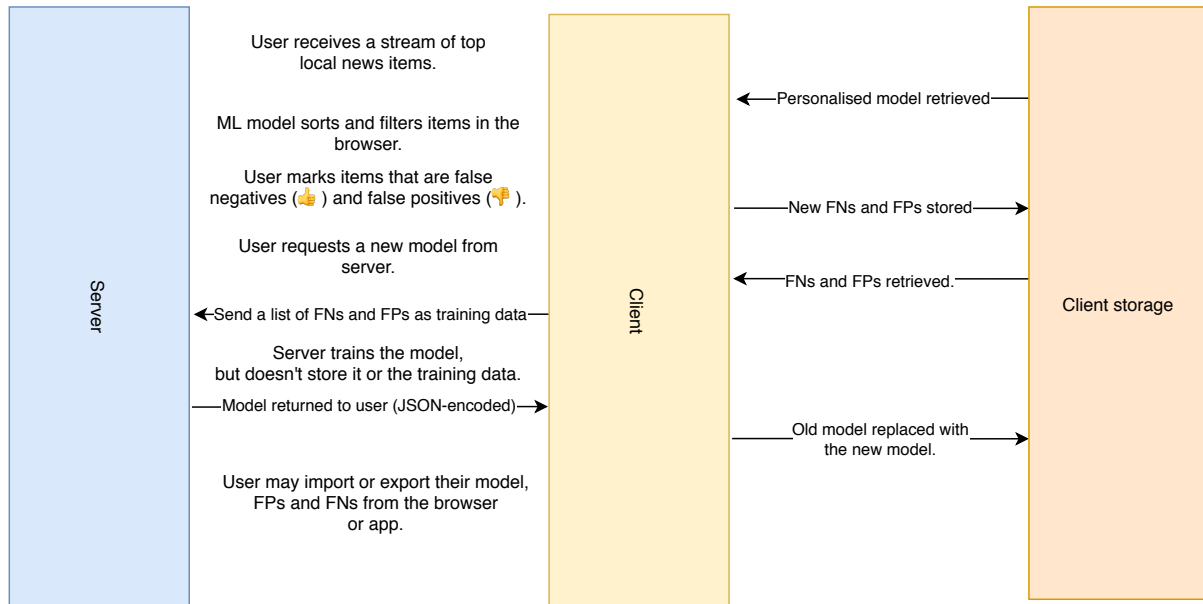 User receives a stream of top
local news items.
Personalised model retrieved
ML model sorts and filters items in the
browser.
User marks items that are false
negatives (👍 ) and false positives (👎 ).
New FNs and FPs stored
User requests a new model from
server.
FNs and FPs retrieved.
Server
Client
Client storage
Send a list of FNs and FPs as training data
Server trains the model,
but doesn't store it or the training data.
Model returned to user (JSON-encoded)
Old model replaced with
the new model.
User may import or export their model,
FPs and FNs from the browser
or app.